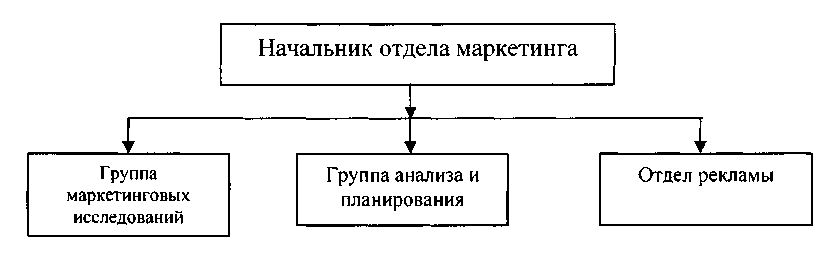 Начальник отдела маркетинга
Группа
маркетинговых
исследований
Группа анализа и
планирования
Отдел рекламы